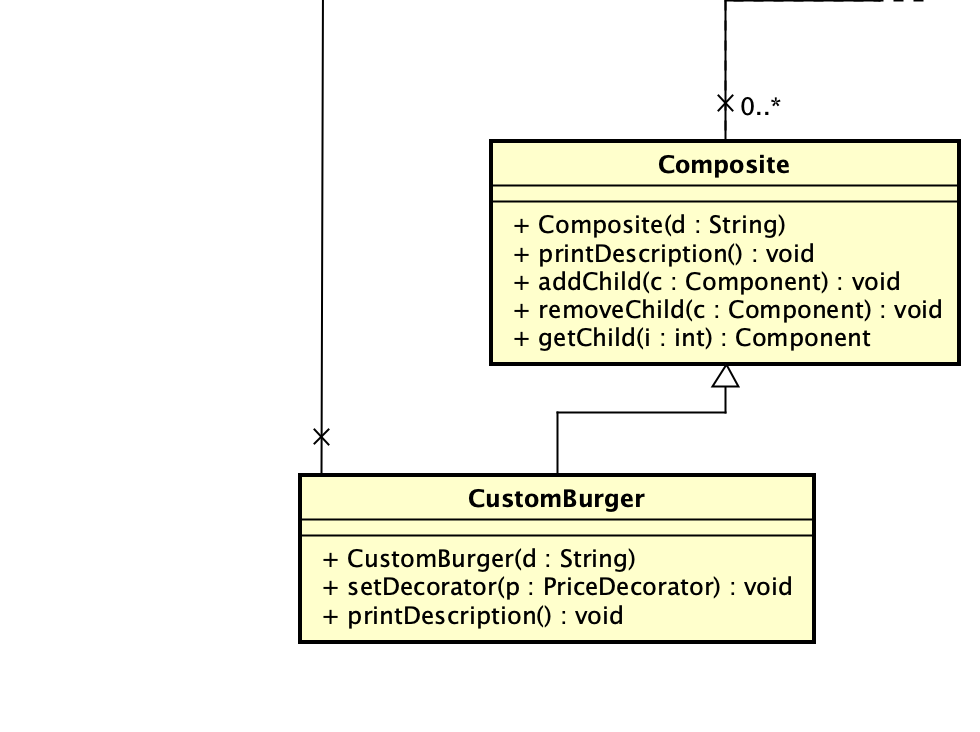 0..*
Composite
+ Composite(d : String)
+ printDescription() : void
+ addChild(c : Component) : void
+ removeChild(c : Component) : void
+ getChild(i : int) : Component
CustomBurger
+ CustomBurger(d : String)
+ setDecorator(p : PriceDecorator) : void
+ printDescription() : void